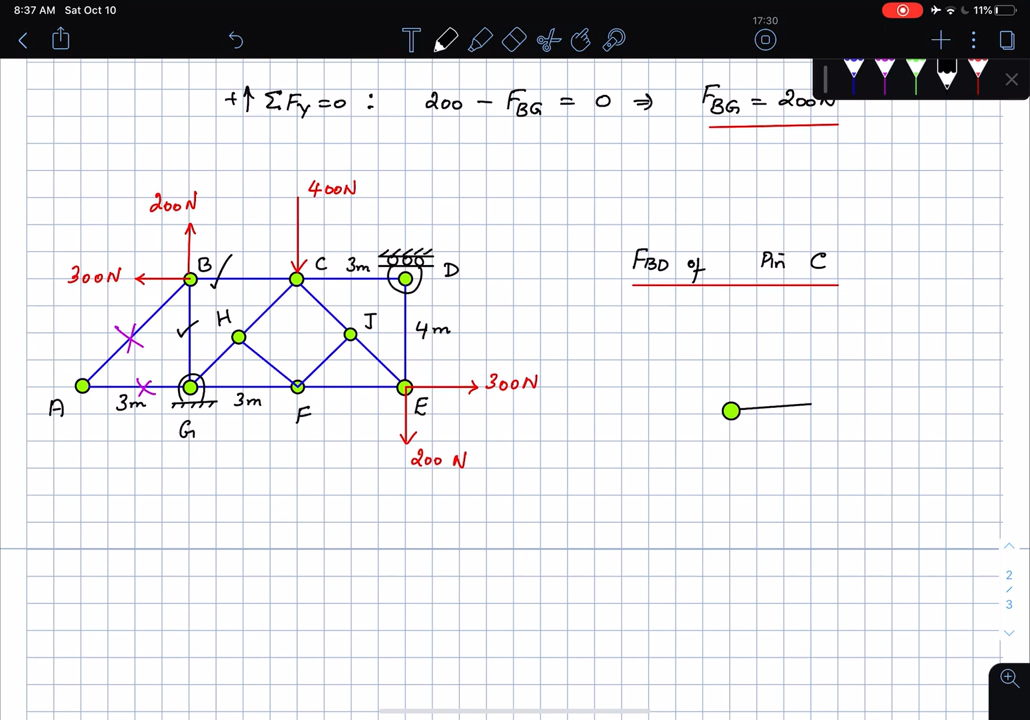 8:37 AM Sat Oct 10
11%
17:30
+↑ ΣFy = 0 : 200 - FBG = 0 ⇒ FBG = 200N
400N
200N
300N
B
C
3m
D
FBD of Pin C
H
J
4m
300N
A
3m
G
3m
F
E
200 N
2
3